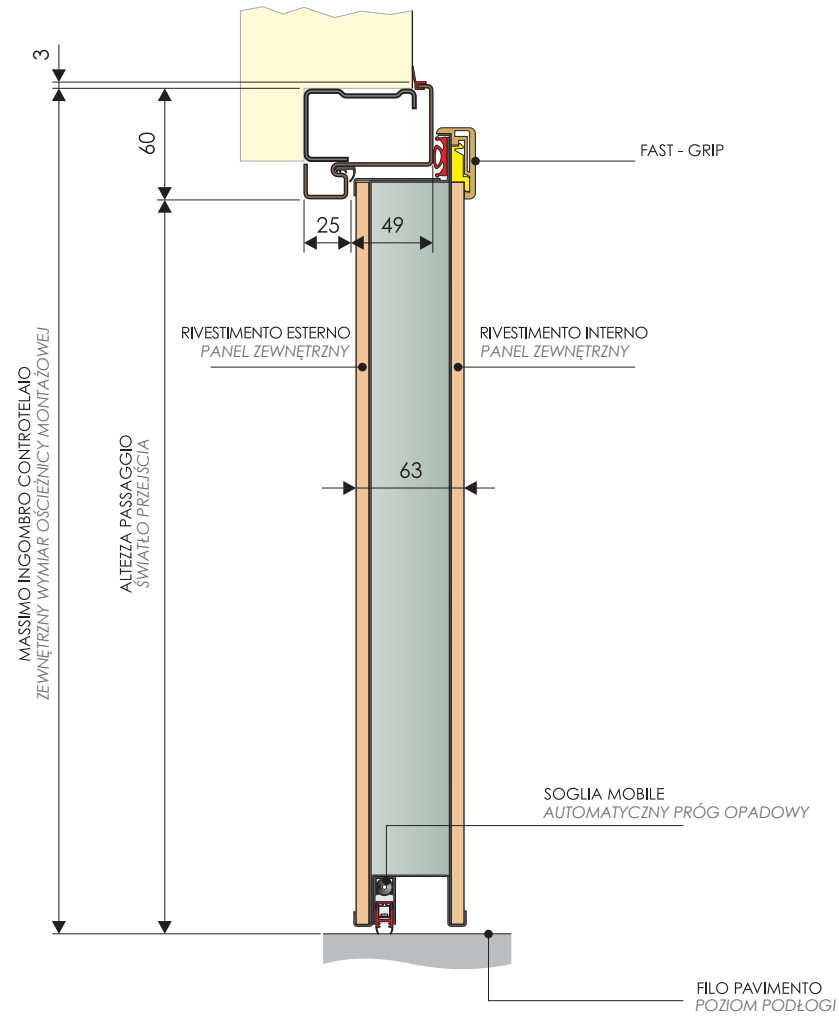 3
60
FAST - GRIP
25
49
RIVESTIMENTO ESTERNO
PANEL ZEWNĘTRZNY
RIVESTIMENTO INTERNO
PANEL ZEWNĘTRZNY
MASSIMO INGOMBRO CONTROTELAIO
ZEWNĘTRZNY WYMIAR OŚCIEŻNICY MONTAŻOWEJ
ALTEZZA PASSAGGIO
ŚWIATŁO PRZEJŚCIA
63
SOGLIA MOBILE
AUTOMATYCZNY PRÓG OPADOWY
FILO PAVIMENTO
POZIOM PODŁOGI